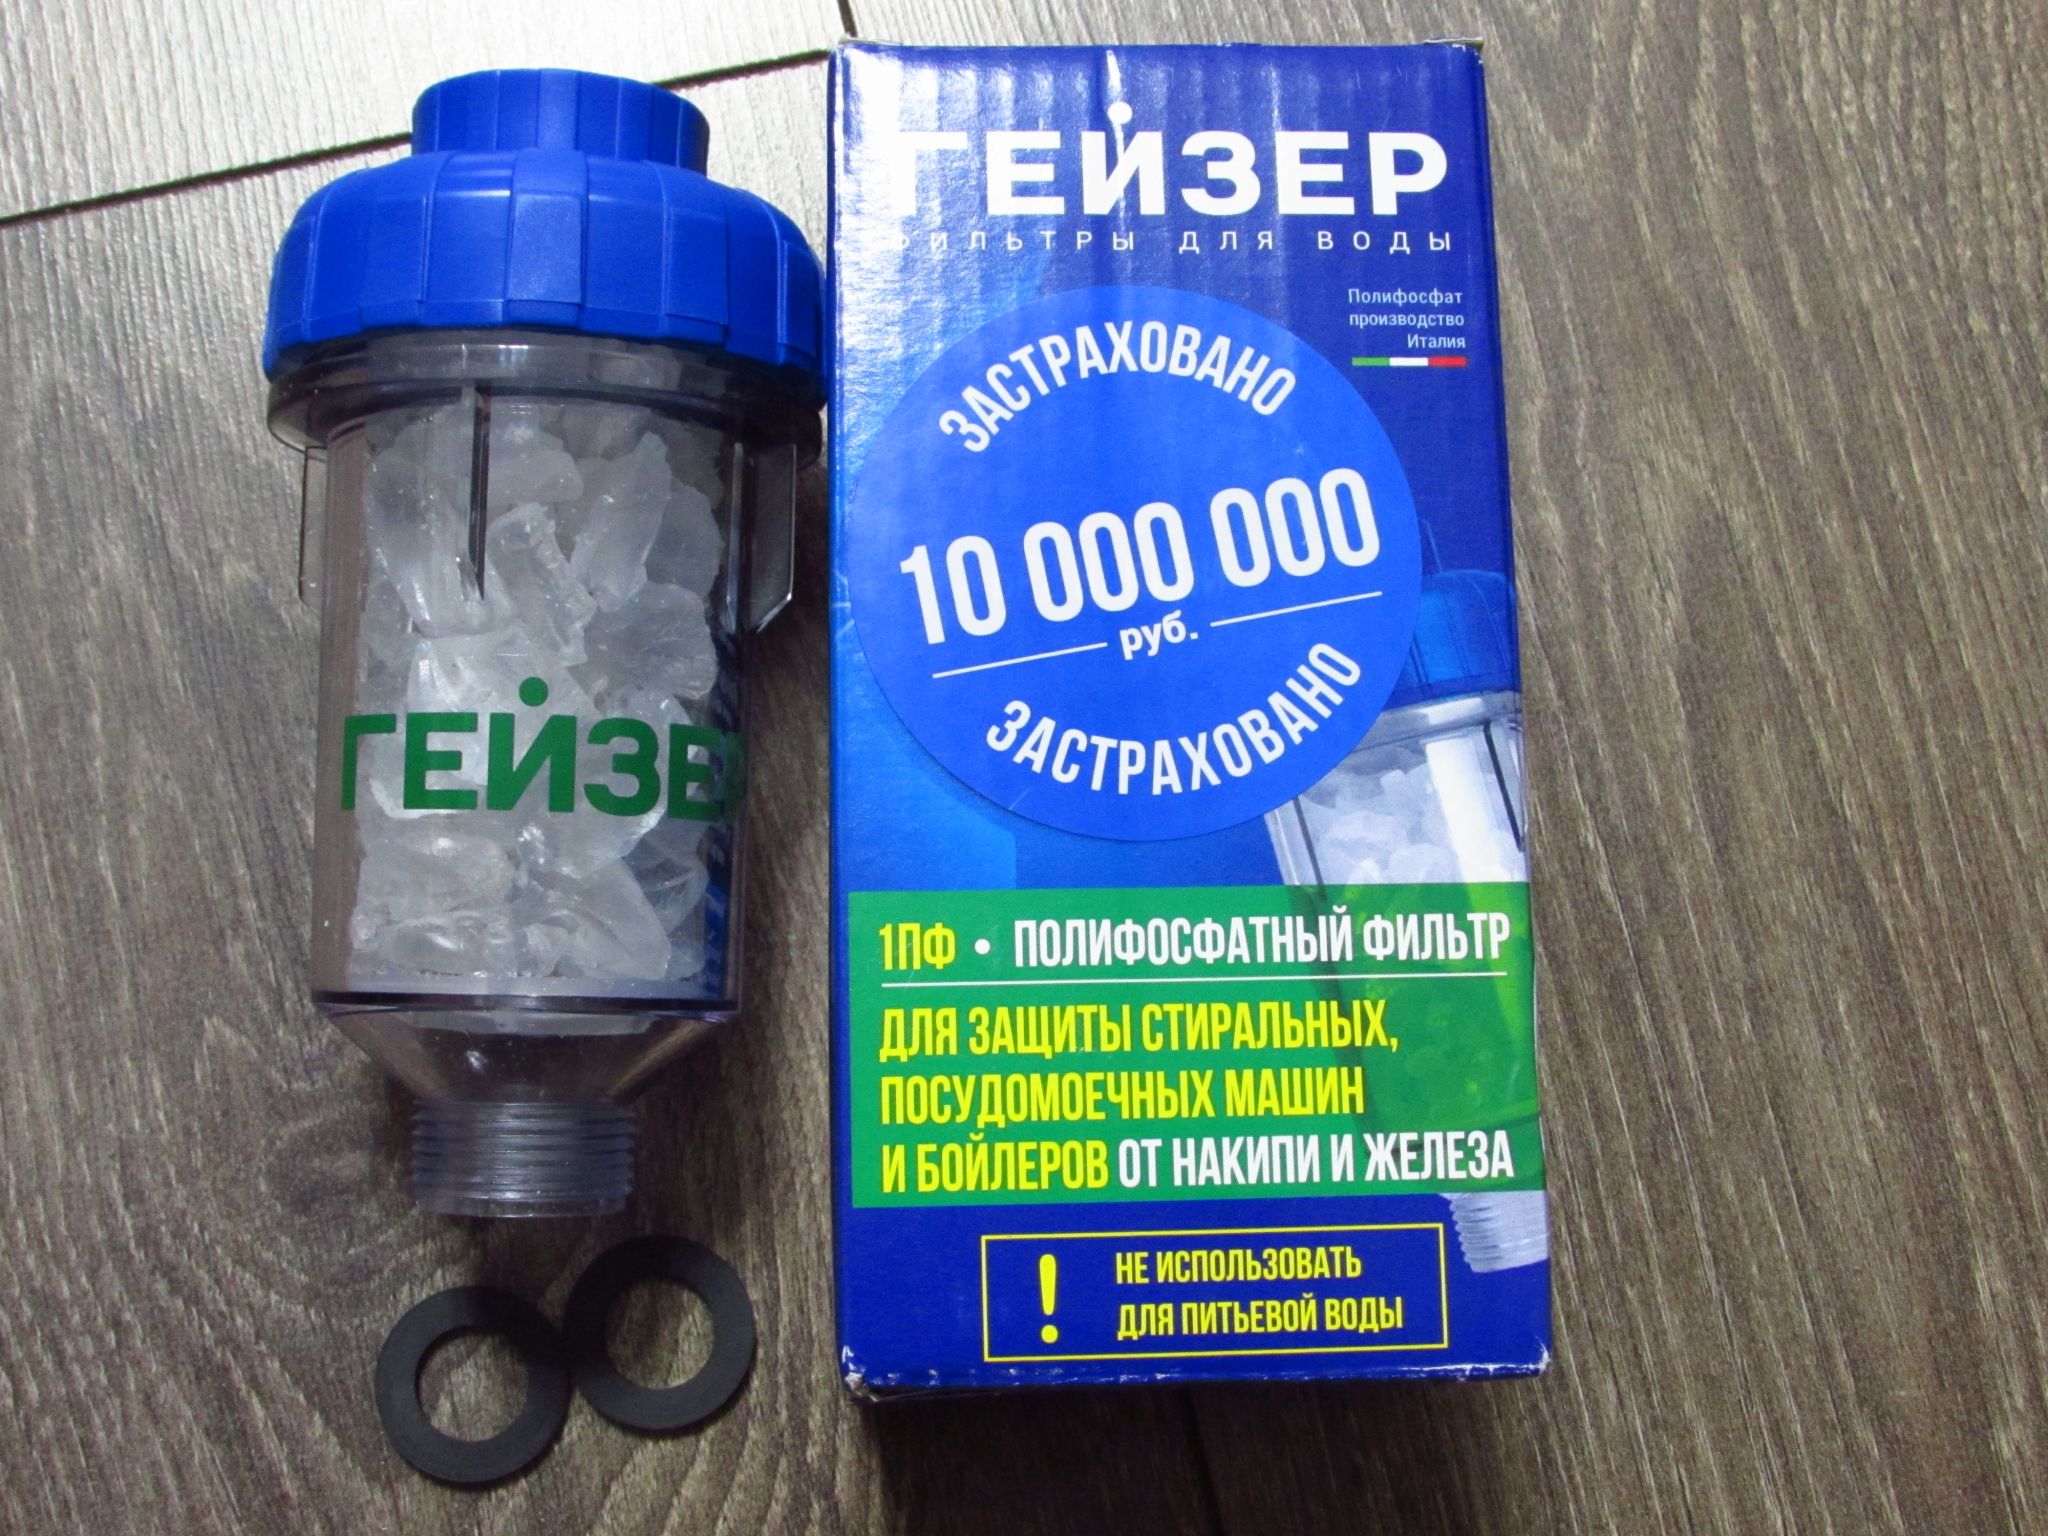 ГЕЙЗЕР
ГЕЙЗЕР
ФИЛЬТРЫ ДЛЯ ВОДЫ
Полифосфат
производство
Италия
ЗАСТРАХОВАНО
10 000 000
руб.
ЗАСТРАХОВАНО
1ПФ • ПОЛИФОСФАТНЫЙ ФИЛЬТР
ДЛЯ ЗАЩИТЫ СТИРАЛЬНЫХ,
ПОСУДОМОЕЧНЫХ МАШИН
И БОЙЛЕРОВ ОТ НАКИПИ И ЖЕЛЕЗА
! НЕ ИСПОЛЬЗОВАТЬ
ДЛЯ ПИТЬЕВОЙ ВОДЫ